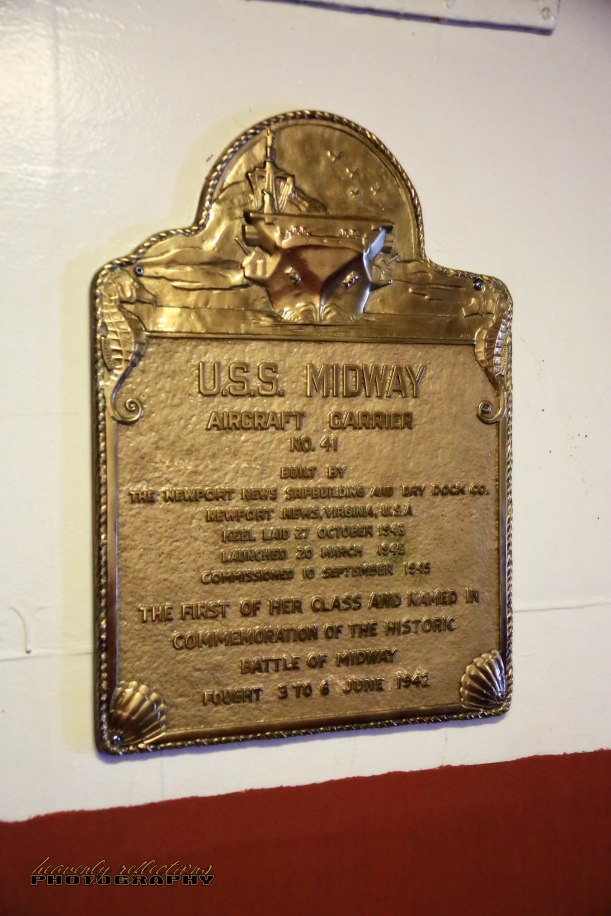 U.S.S. MIDWAY
AIRCRAFT CARRIER
NO. 41
BUILT BY
THE NEWPORT NEWS SHIPBUILDING AND DRY DOCK CO.
NEWPORT NEWS, VIRGINIA, U.S.A
KEEL LAID 27 OCTOBER 1943
LAUNCHED 20 MARCH 1945
COMMISSIONED 10 SEPTEMBER 1945
THE FIRST OF HER CLASS AND NAMED IN
COMMEMORATION OF THE HISTORIC
BATTLE OF MIDWAY
FOUGHT 3 TO 6 JUNE 1942
heavenly reflections
PHOTOGRAPHY